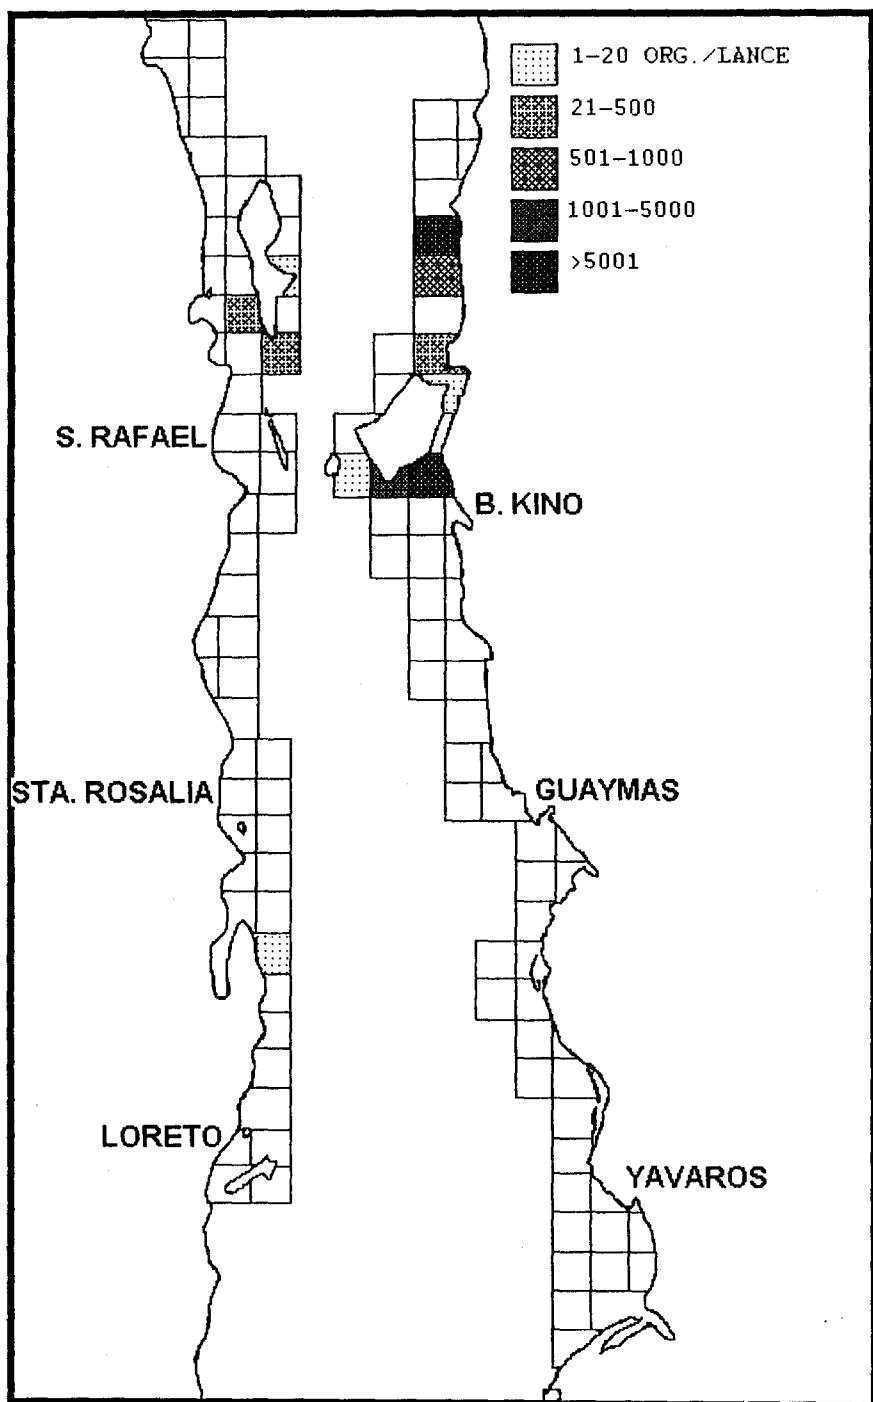 1-20 ORG./LANCE
21-500
501-1000
1001-5000
>5001
S. RAFAEL
B. KINO
STA. ROSALIA
GUAYMAS
LORETO
YAVAROS